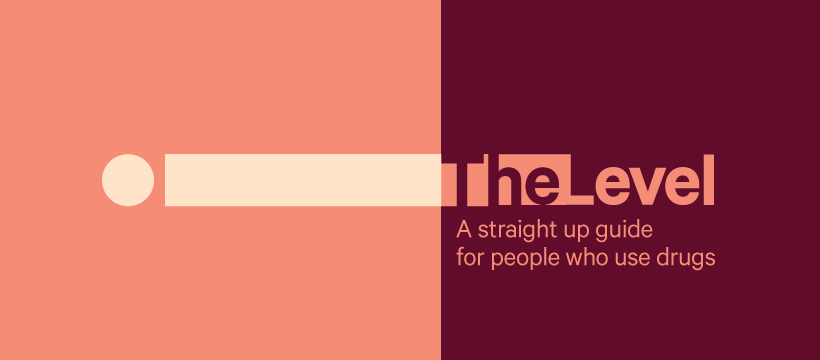 TheLevel
A straight up guide
for people who use drugs